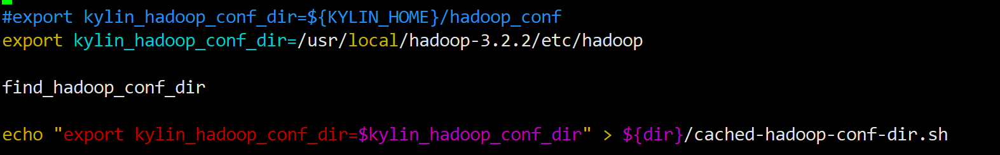 #export kylin_hadoop_conf_dir=${KYLIN_HOME}/hadoop_conf
export kylin_hadoop_conf_dir=/usr/local/hadoop-3.2.2/etc/hadoop
find_hadoop_conf_dir
echo "export kylin_hadoop_conf_dir=$kylin_hadoop_conf_dir" > ${dir}/cached-hadoop-conf-dir.sh